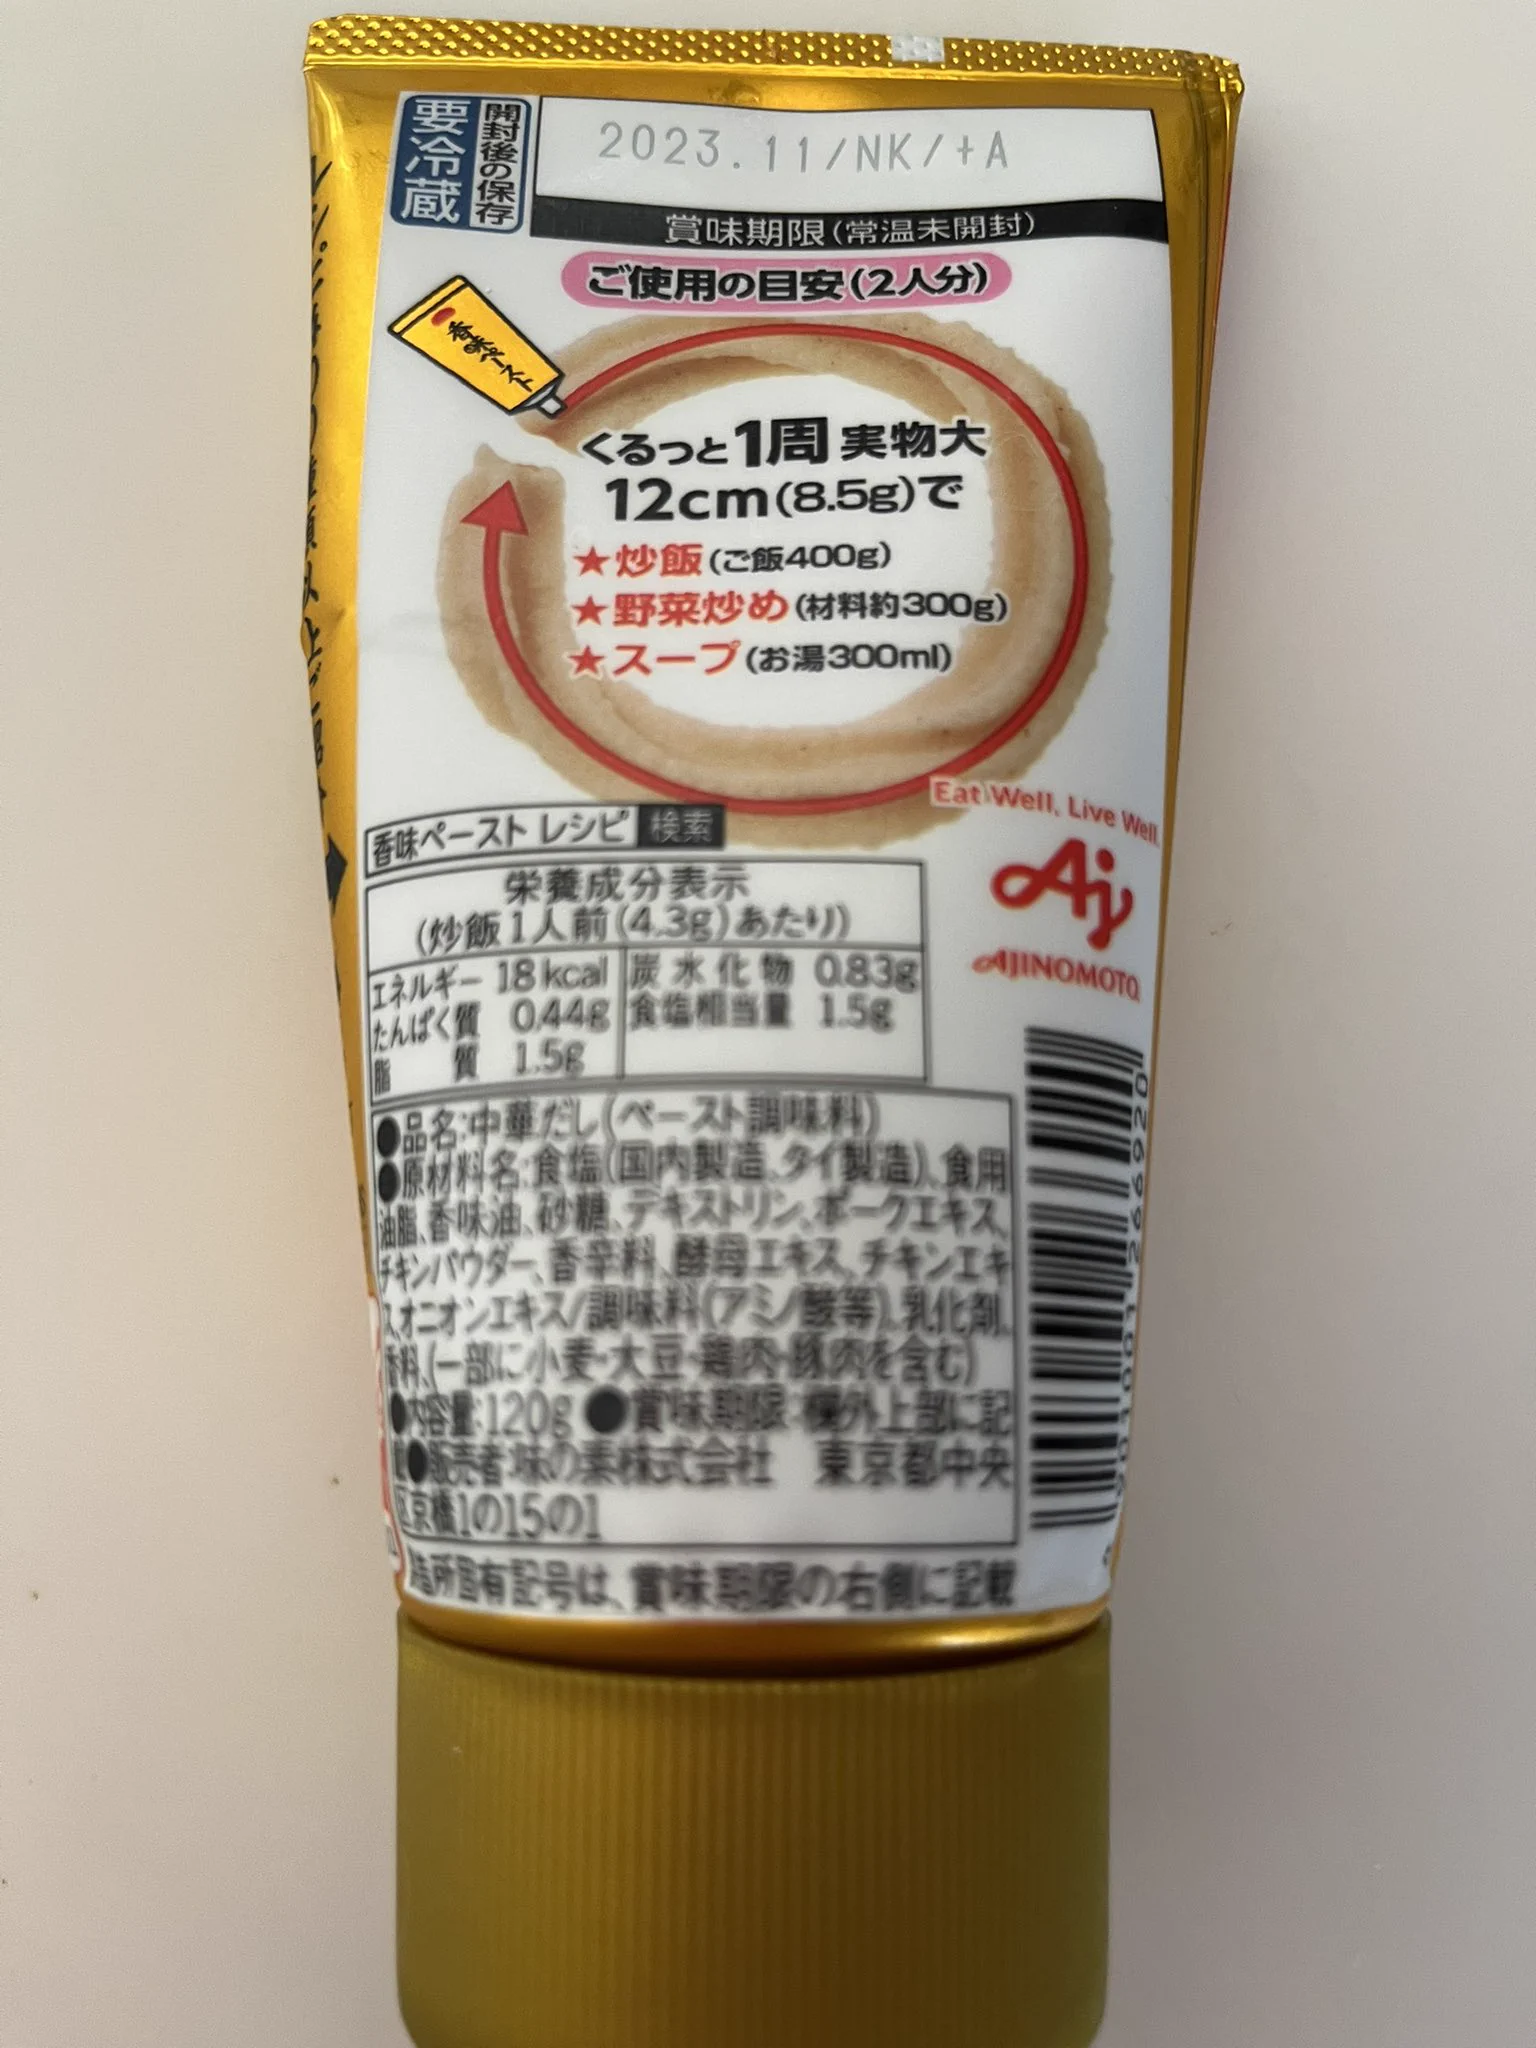 開封後の保存
要冷蔵
2023.11/NK/+A
賞味期限(常温未開封)
ご使用の目安(2人分)
香味ペースト
くるっと1周 実物大
12cm(8.5g)で
★炒飯(ご飯400g)
★野菜炒め(材料約300g)
★スープ(お湯300ml)
Eat Well, Live Well.
香味ペースト レシピ 検索
AJINOMOTO
栄養成分表示
(炒飯1人前(4.3g)あたり)
エネルギー 18kcal 炭水化物 0.83g
たんぱく質 0.44g 食塩相当量 1.5g
脂質 1.5g
●品名:中華だし(ペースト調味料)
●原材料名:食塩(国内製造、タイ製造)、食用
油脂、香味油、砂糖、デキストリン、ポークエキス、
チキンパウダー、香辛料、酵母エキス、チキンエキ
ス、オニオンエキス/調味料(アミノ酸等)、乳化剤、
香料、(一部に小麦・大豆・鶏肉・豚肉を含む)
●内容量:120g ●賞味期限:欄外上部に記
●販売者:味の素株式会社 東京都中央
区京橋1の15の1
造所固有記号は、賞味期限の右側に記載